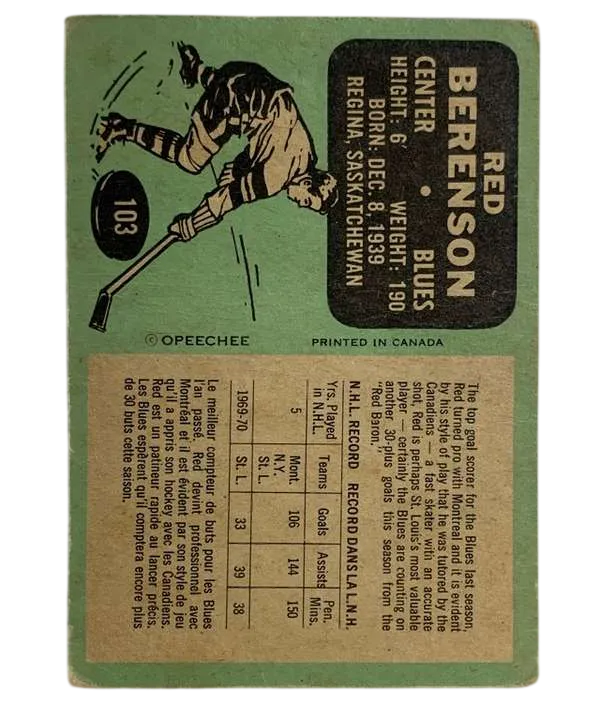 RED
BERENSON
CENTER • BLUES
HEIGHT: 6' WEIGHT: 190
BORN: DEC. 8, 1939
REGINA, SASKATCHEWAN
103
© OPEECHEE PRINTED IN CANADA
The top goal scorer for the Blues last season,
Red turned pro with Montreal and it is evident
by his style of play that he was tutored by the
Canadiens — a fast skater with an accurate
shot. Red is perhaps St. Louis's most valuable
player — certainly the Blues are counting on
another 30-plus goals this season from the
"Red Baron."
N.H.L. RECORD RECORD DANS LA L.N.H.
Yrs. Played in N.H.L. Teams Goals Assists Pen. Mins.
5 Mont. 106 144 150
N.Y.
St. L.
1969-70 St. L. 33 39 38
Le meilleur compteur de buts pour les Blues
l'an passé, Red devint professionnel avec
Montréal et il est évident par son style de jeu
qu'il a appris son hockey avec les Canadiens.
Red est un patineur rapide au lancer précis.
Les Blues espèrent qu'il comptera encore plus
de 30 buts cette saison.